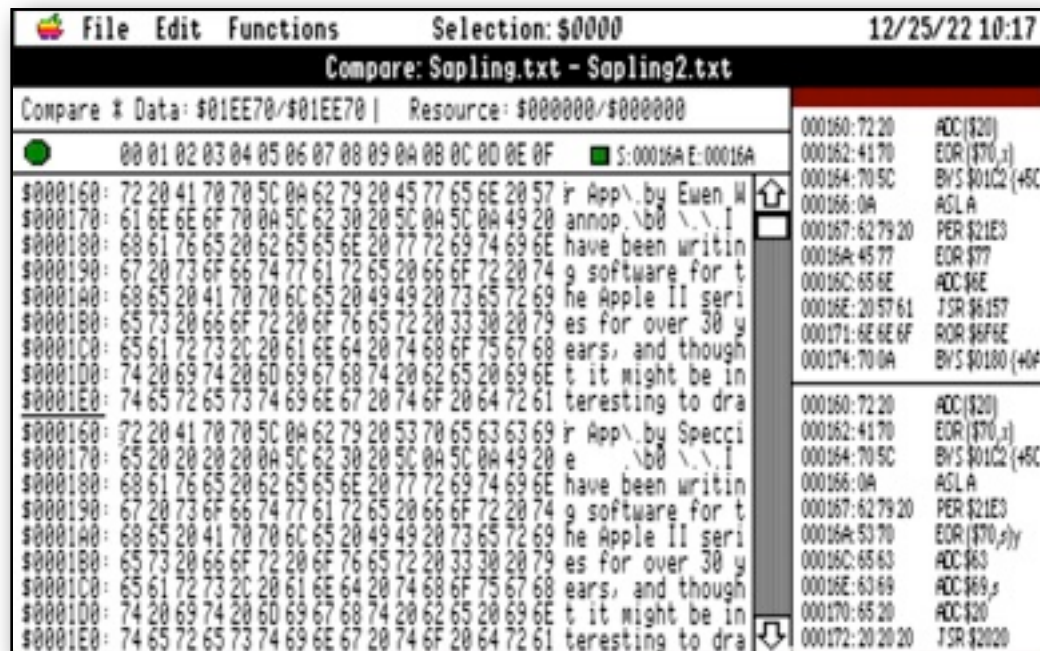 File Edit Functions Selection: $0000 12/25/22 10:17
Compare: Sapling.txt - Sapling2.txt
Compare * Data: $01EE70/$01EE70 | Resource: $000000/$000000
00 01 02 03 04 05 06 07 08 09 0A 0B 0C 0D 0E 0F S:00016A E:00016A
$000160: 72 20 41 70 70 5C 0A 62 79 20 45 77 65 6E 20 57 r App\.by Ewen W
$000170: 61 6E 6E 6F 70 0A 5C 62 30 20 5C 0A 5C 0A 49 20 annop.\b0 \.\.I
$000180: 68 61 76 65 20 62 65 65 6E 20 77 72 69 74 69 6E have been writin
$000190: 67 20 73 6F 66 74 77 61 72 65 20 66 6F 72 20 74 g software for t
$0001A0: 68 65 20 41 70 70 6C 65 20 49 49 20 73 65 72 69 he Apple II seri
$0001B0: 65 73 20 66 6F 72 20 6F 76 65 72 20 33 30 20 79 es for over 30 y
$0001C0: 65 61 72 73 2C 20 61 6E 64 20 74 68 6F 75 67 68 ears, and though
$0001D0: 74 20 69 74 20 6D 69 67 68 74 20 62 65 20 69 6E t it might be in
$0001E0: 74 65 72 65 73 74 69 6E 67 20 74 6F 20 64 72 61 teresting to dra
$000160: 72 20 41 70 70 5C 0A 62 79 20 53 70 65 63 63 69 r App\.by Specci
$000170: 65 20 20 20 20 0A 5C 62 30 20 5C 0A 5C 0A 49 20 e .\b0 \.\.I
$000180: 68 61 76 65 20 62 65 65 6E 20 77 72 69 74 69 6E have been writin
$000190: 67 20 73 6F 66 74 77 61 72 65 20 66 6F 72 20 74 g software for t
$0001A0: 68 65 20 41 70 70 6C 65 20 49 49 20 73 65 72 69 he Apple II seri
$0001B0: 65 73 20 66 6F 72 20 6F 76 65 72 20 33 30 20 79 es for over 30 y
$0001C0: 65 61 72 73 2C 20 61 6E 64 20 74 68 6F 75 67 68 ears, and though
$0001D0: 74 20 69 74 20 6D 69 67 68 74 20 62 65 20 69 6E t it might be in
$0001E0: 74 65 72 65 73 74 69 6E 67 20 74 6F 20 64 72 61 teresting to dra
000160: 72 20 ADC ($20)
000162: 41 70 EOR ($70,x)
000164: 70 5C BVS $01C2 {+5C
000166: 0A ASL A
000167: 62 79 20 PER $21E3
00016A: 45 77 EOR $77
00016C: 65 6E ADC $6E
00016E: 20 57 61 JSR $6157
000171: 6E 6E 6F ROR $6F6E
000174: 70 0A BVS $0180 {+0A
000160: 72 20 ADC ($20)
000162: 41 70 EOR ($70,x)
000164: 70 5C BVS $01C2 {+5C
000166: 0A ASL A
000167: 62 79 20 PER $21E3
00016A: 53 70 EOR ($70,s)y
00016C: 65 63 ADC $63
00016E: 63 69 ADC $69,s
000170: 65 20 ADC $20
000172: 20 20 20 JSR $2020